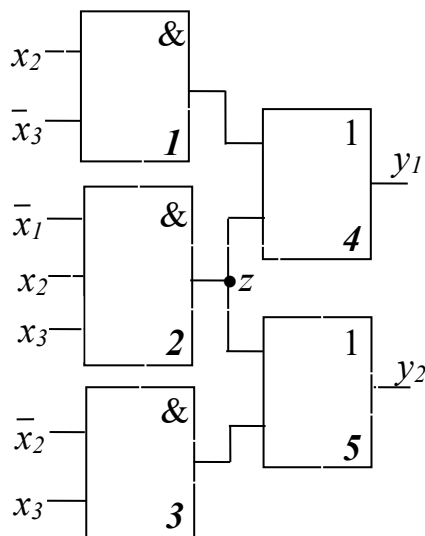 &
x₂
x̄₃
1
1
y₁
4
&
x̄₁
x₂
z
x₃
2
1
y₂
5
&
x̄₂
x₃
3